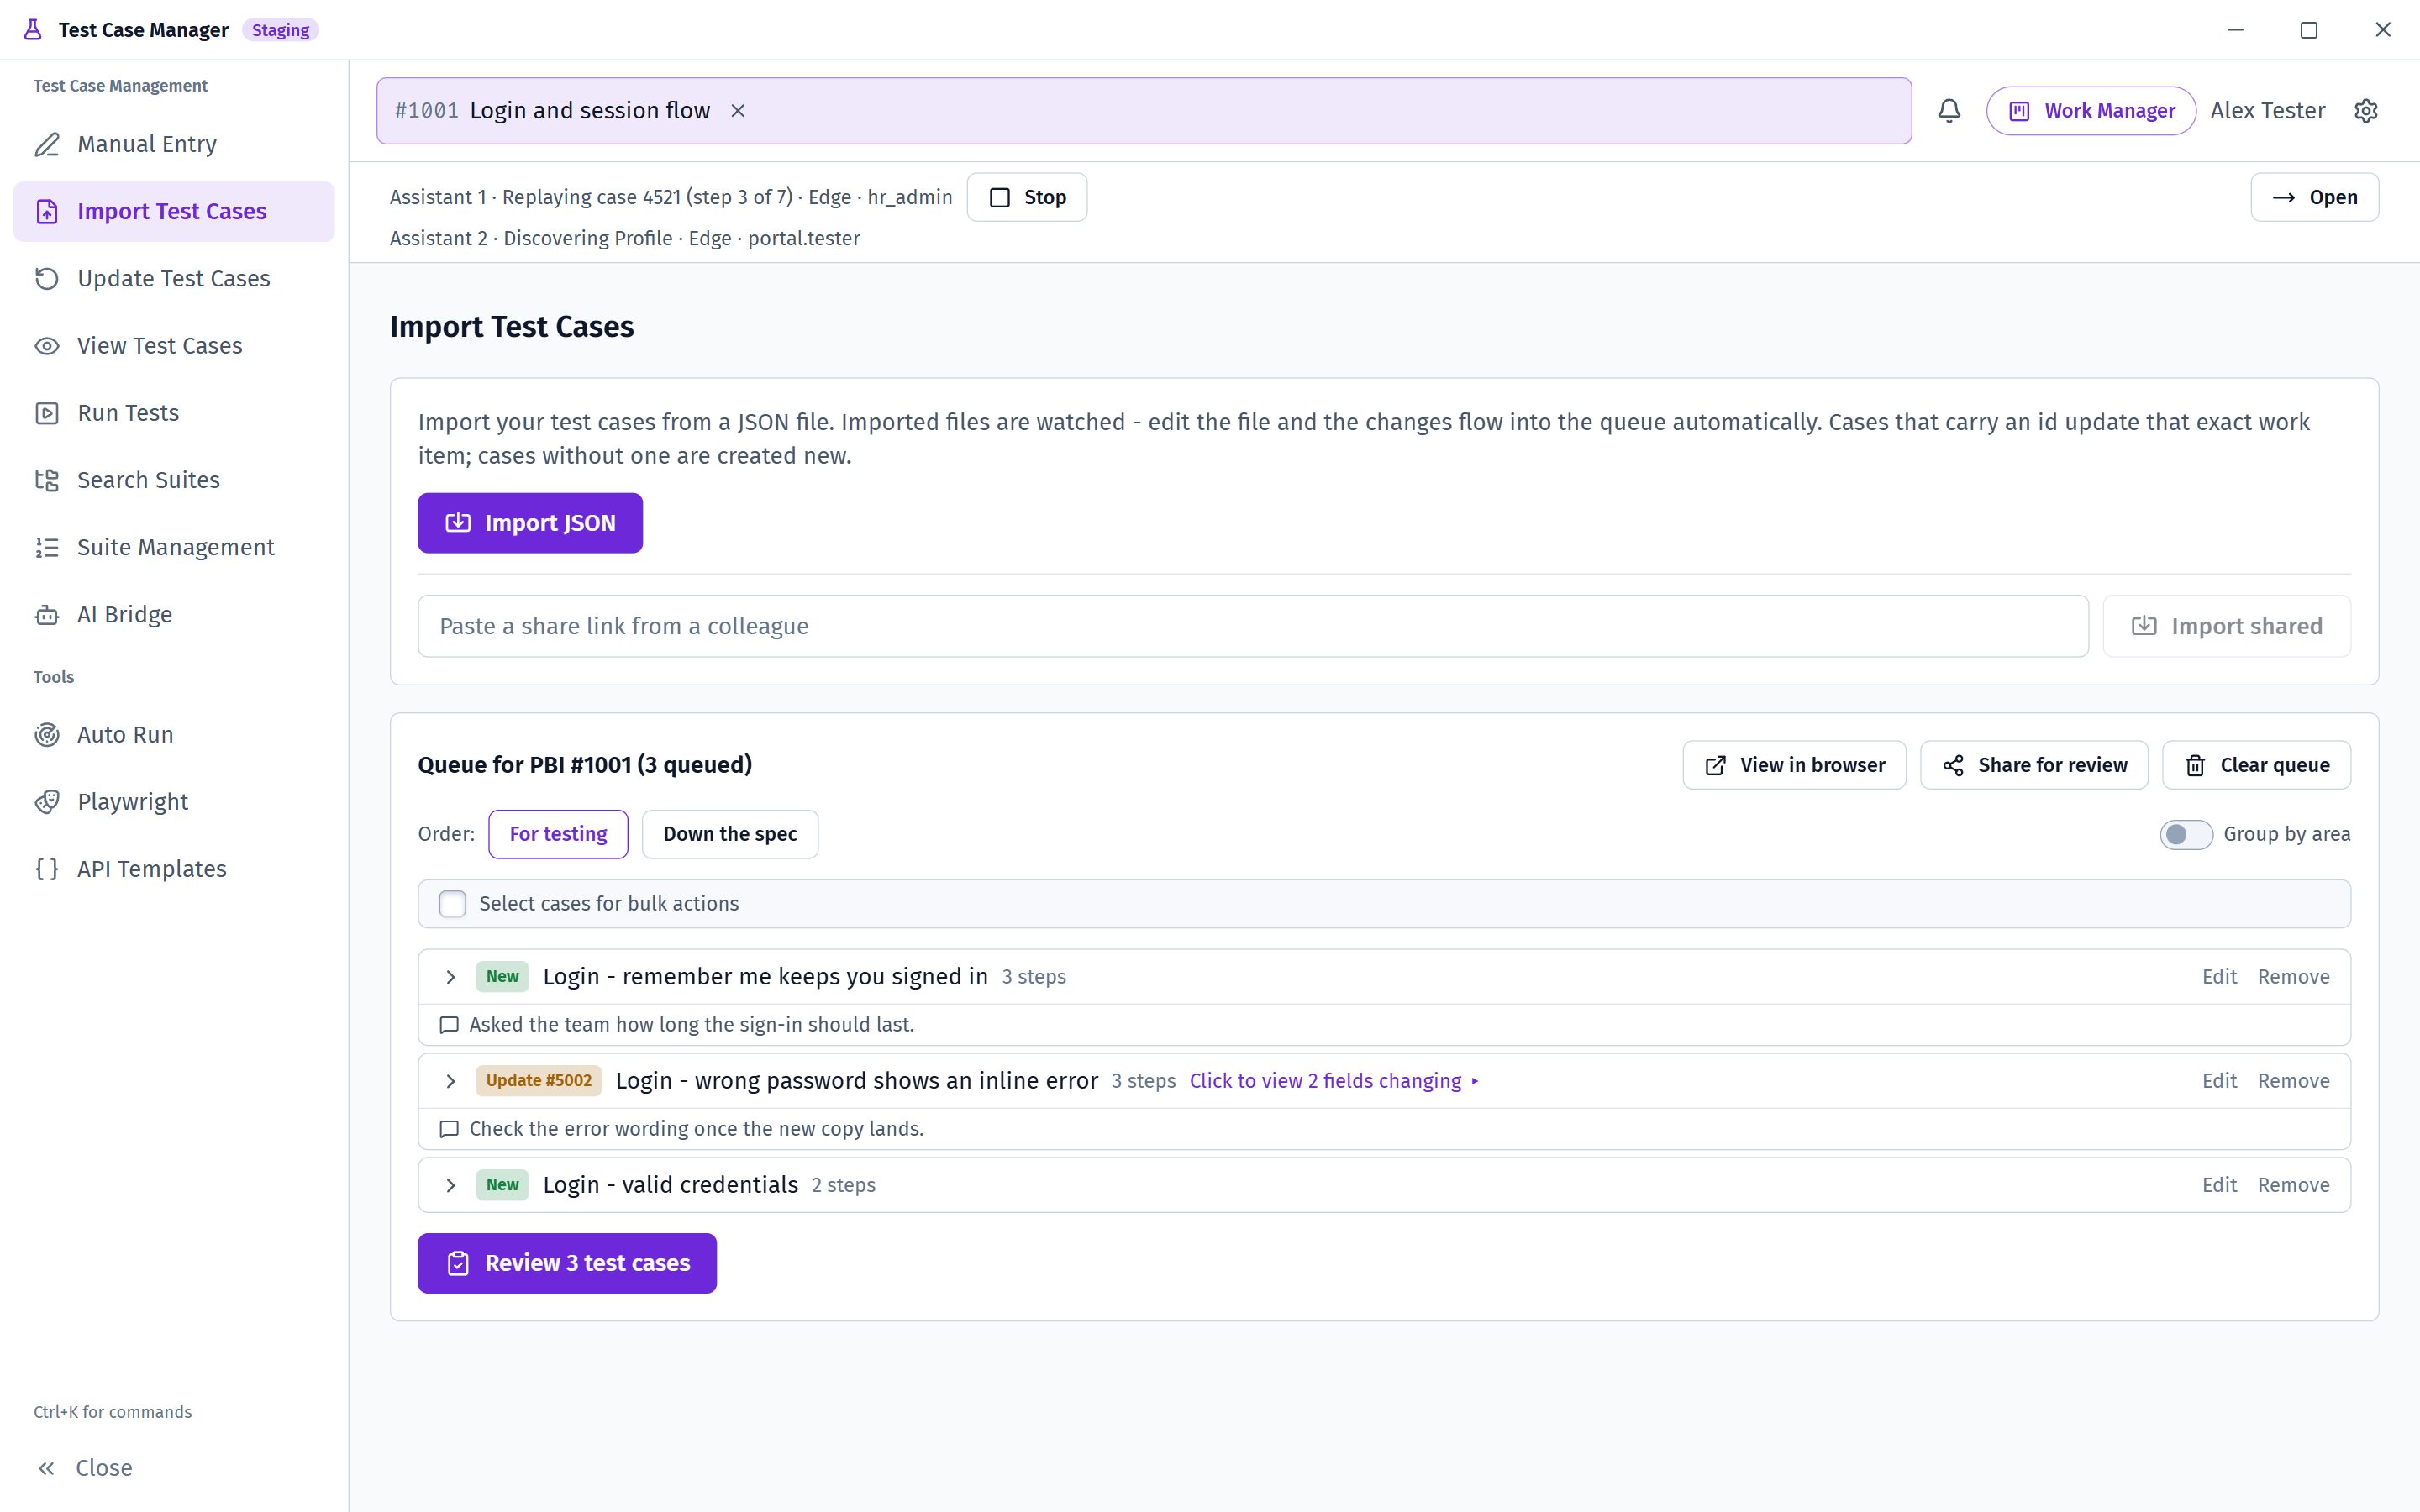 Test Case Manager Staging
Test Case Management
Manual Entry
Import Test Cases
Update Test Cases
View Test Cases
Run Tests
Search Suites
Suite Management
AI Bridge
Tools
Auto Run
Playwright
API Templates
Ctrl+K for commands
Close
#1001 Login and session flow
Work Manager
Alex Tester
Assistant 1 · Replaying case 4521 (step 3 of 7) · Edge · hr_admin
Stop
Open
Assistant 2 · Discovering Profile · Edge · portal.tester
Import Test Cases
Import your test cases from a JSON file. Imported files are watched - edit the file and the changes flow into the queue automatically. Cases that carry an id update that exact work
item; cases without one are created new.
Import JSON
Paste a share link from a colleague
Import shared
Queue for PBI #1001 (3 queued)
View in browser
Share for review
Clear queue
Order:
For testing
Down the spec
Group by area
Select cases for bulk actions
New Login - remember me keeps you signed in 3 steps Edit Remove
Asked the team how long the sign-in should last.
Update #5002 Login - wrong password shows an inline error 3 steps Click to view 2 fields changing Edit Remove
Check the error wording once the new copy lands.
New Login - valid credentials 2 steps Edit Remove
Review 3 test cases